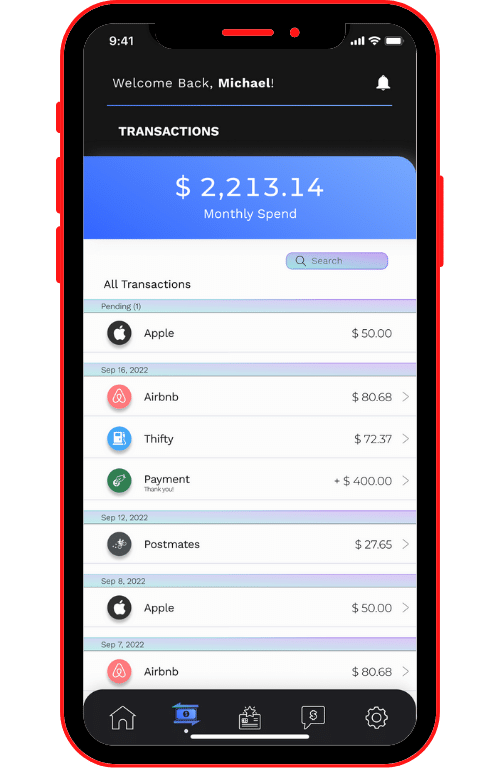 9:41
Welcome Back, Michael!
TRANSACTIONS
$ 2,213.14
Monthly Spend
Search
All Transactions
Pending (1)
Apple $ 50.00
Sep 16, 2022
Airbnb $ 80.68
Thifty $ 72.37
Payment + $ 400.00
Thank you!
Sep 12, 2022
Postmates $ 27.65
Sep 8, 2022
Apple $ 50.00
Sep 7, 2022
Airbnb $ 80.68